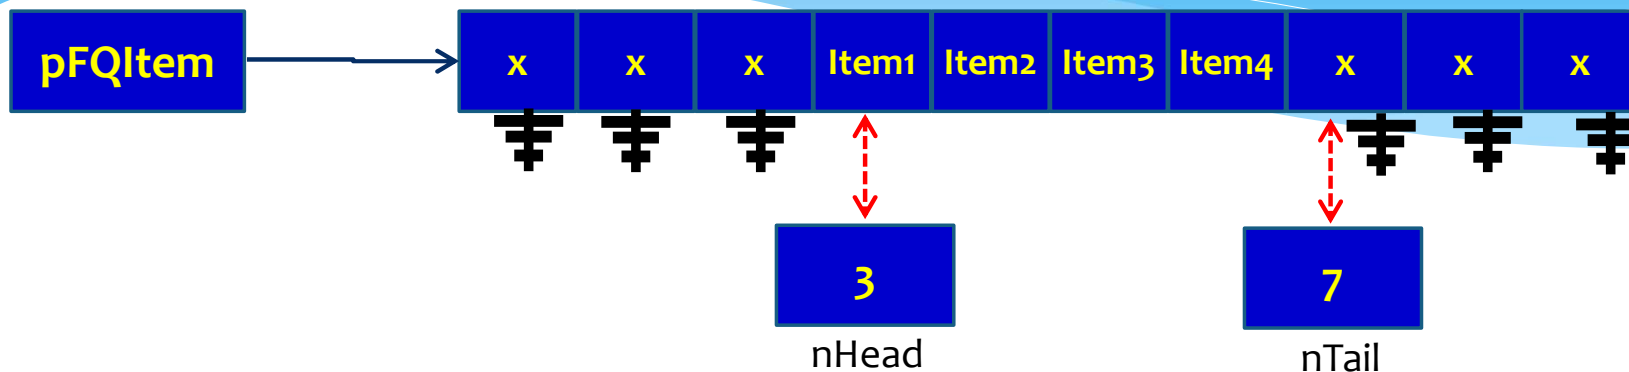 pFQItem x x x Item1 Item2 Item3 Item4 x x x
3 7
nHead nTail